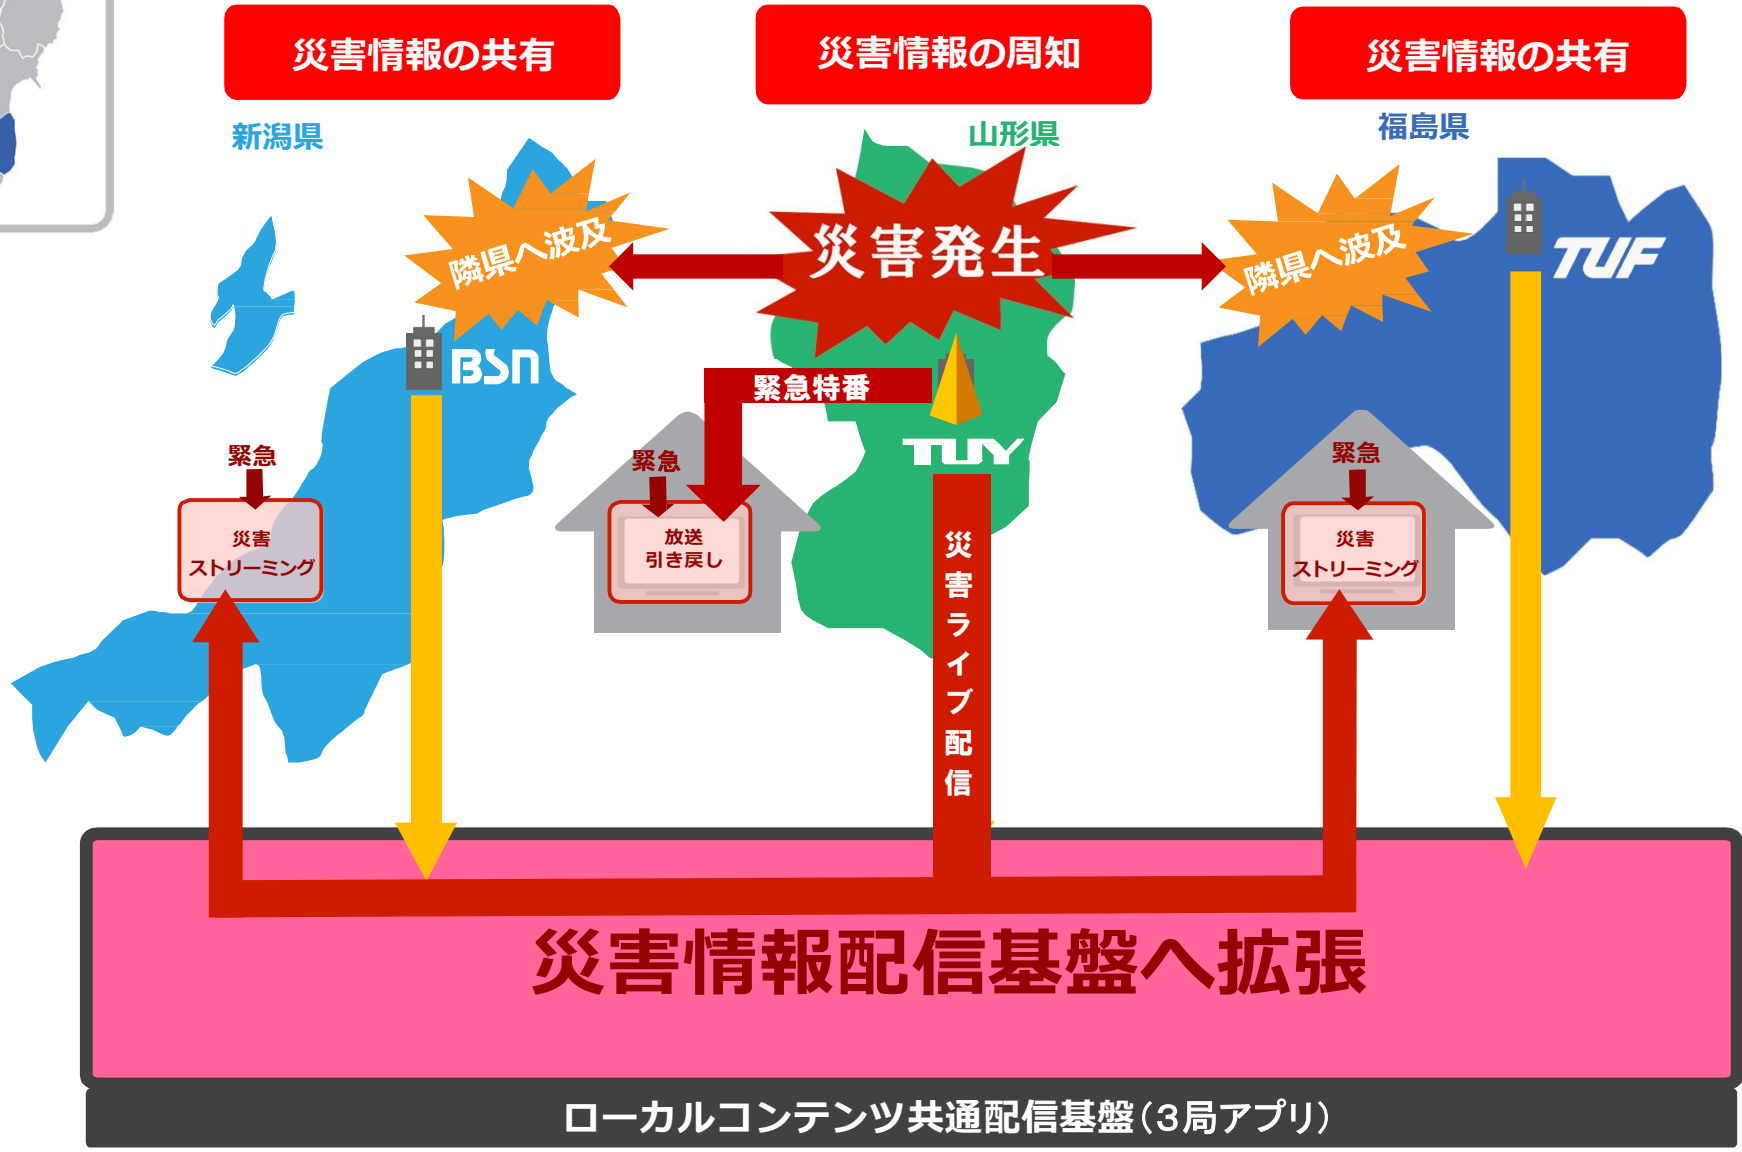 災害情報の共有
災害情報の周知
災害情報の共有
新潟県
山形県
福島県
隣県へ波及
災害発生
隣県へ波及
TUF
BSN
緊急特番
TUY
緊急
緊急
緊急
災害
ストリーミング
放送
引き戻し
災害
ストリーミング
災害ライブ配信
災害情報配信基盤へ拡張
ローカルコンテンツ共通配信基盤（3局アプリ）